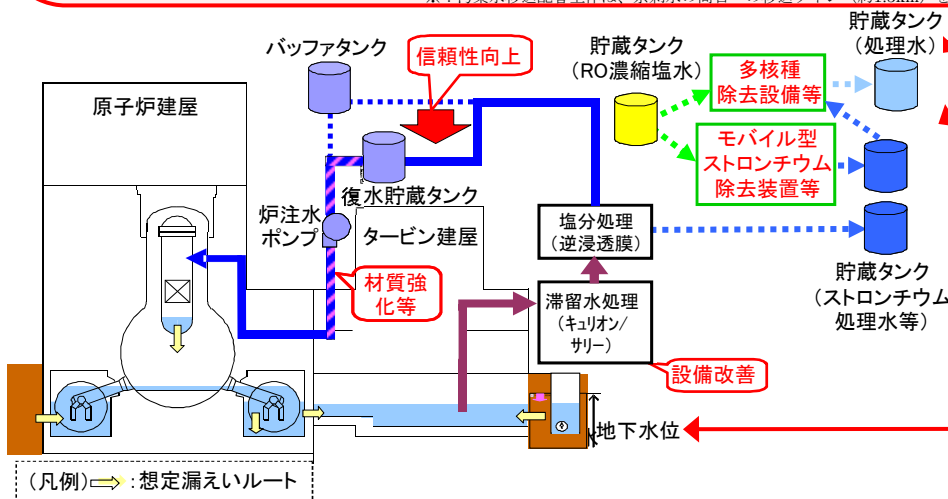 バッファタンク
信頼性向上
貯蔵タンク
(RO濃縮塩水)
多核種
除去設備等
貯蔵タンク
(処理水)
原子炉建屋
モバイル型
ストロンチウム
除去装置等
復水貯蔵タンク
炉注水
ポンプ
タービン建屋
塩分処理
(逆浸透膜)
材質強
化等
滞留水処理
(キュリオン/
サリー)
貯蔵タンク
(ストロンチウム
処理水等)
設備改善
地下水位
(凡例)
:想定漏えいルート